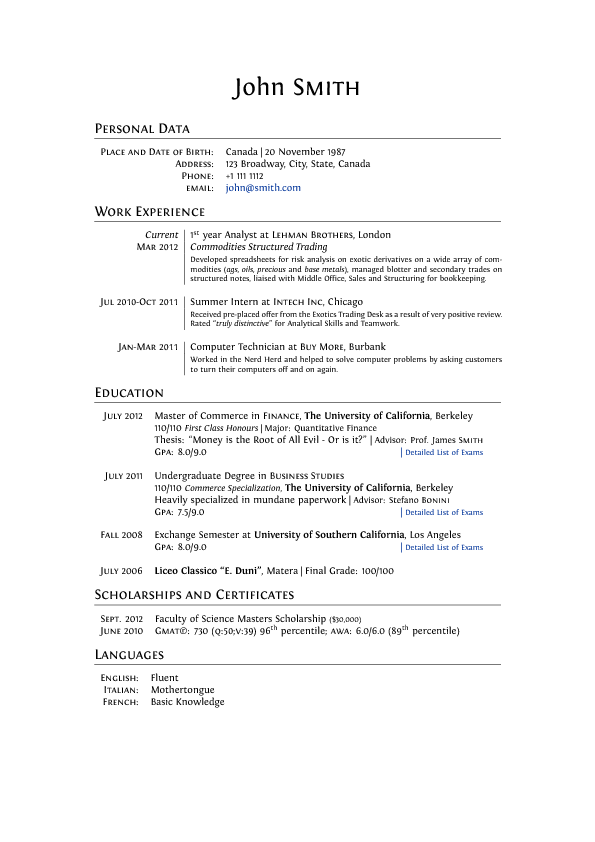 John Smith
Personal Data
Place and Date of Birth: Canada | 20 November 1987
Address: 123 Broadway, City, State, Canada
Phone: +1 111 1112
email: john@smith.com
Work Experience
Current 1st year Analyst at Lehman Brothers, London
Mar 2012 Commodities Structured Trading
Developed spreadsheets for risk analysis on exotic derivatives on a wide array of com-
modities (ags, oils, precious and base metals), managed blotter and secondary trades on
structured notes, liaised with Middle Office, Sales and Structuring for bookkeeping.
Jul 2010-Oct 2011 Summer Intern at Intech Inc, Chicago
Received pre-placed offer from the Exotics Trading Desk as a result of very positive review.
Rated “truly distinctive” for Analytical Skills and Teamwork.
Jan-Mar 2011 Computer Technician at Buy More, Burbank
Worked in the Nerd Herd and helped to solve computer problems by asking customers
to turn their computers off and on again.
Education
July 2012 Master of Commerce in Finance, The University of California, Berkeley
110/110 First Class Honours | Major: Quantitative Finance
Thesis: “Money is the Root of All Evil - Or is it?” | Advisor: Prof. James Smith
Gpa: 8.0/9.0 | Detailed List of Exams
July 2011 Undergraduate Degree in Business Studies
110/110 Commerce Specialization, The University of California, Berkeley
Heavily specialized in mundane paperwork | Advisor: Stefano Bonini
Gpa: 7.5/9.0 | Detailed List of Exams
Fall 2008 Exchange Semester at University of Southern California, Los Angeles
Gpa: 8.0/9.0 | Detailed List of Exams
July 2006 Liceo Classico “E. Duni”, Matera | Final Grade: 100/100
Scholarships and Certificates
Sept. 2012 Faculty of Science Masters Scholarship ($30,000)
June 2010 Gmat®: 730 (q:50;v:39) 96th percentile; awa: 6.0/6.0 (89th percentile)
Languages
English: Fluent
Italian: Mothertongue
French: Basic Knowledge